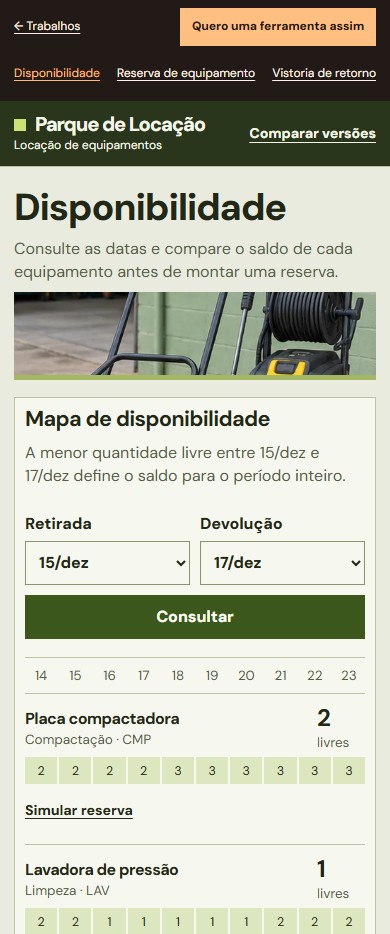 ← Trabalhos
Quero uma ferramenta assim
Disponibilidade Reserva de equipamento Vistoria de retorno
Parque de Locação
Locação de equipamentos
Comparar versões
Disponibilidade
Consulte as datas e compare o saldo de cada
equipamento antes de montar uma reserva.
Mapa de disponibilidade
A menor quantidade livre entre 15/dez e
17/dez define o saldo para o período inteiro.
Retirada Devolução
15/dez 17/dez
Consultar
14 15 16 17 18 19 20 21 22 23
Placa compactadora
Compactação · CMP
2
livres
2 2 2 2 3 3 3 3 3 3
Simular reserva
Lavadora de pressão
Limpeza · LAV
1
livres
2 2 1 1 1 1 1 2 2 2